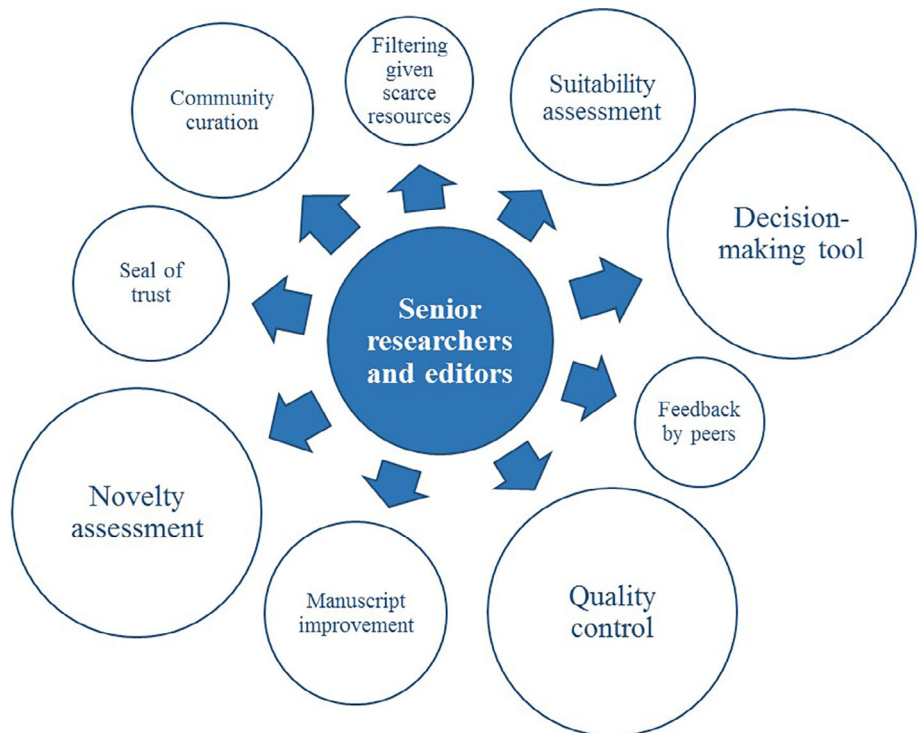 Filtering
given
scarce
resources
Community
curation
Suitability
assessment
Decision-
making tool
Seal of
trust
Senior
researchers
and editors
Feedback
by peers
Novelty
assessment
Manuscript
improvement
Quality
control